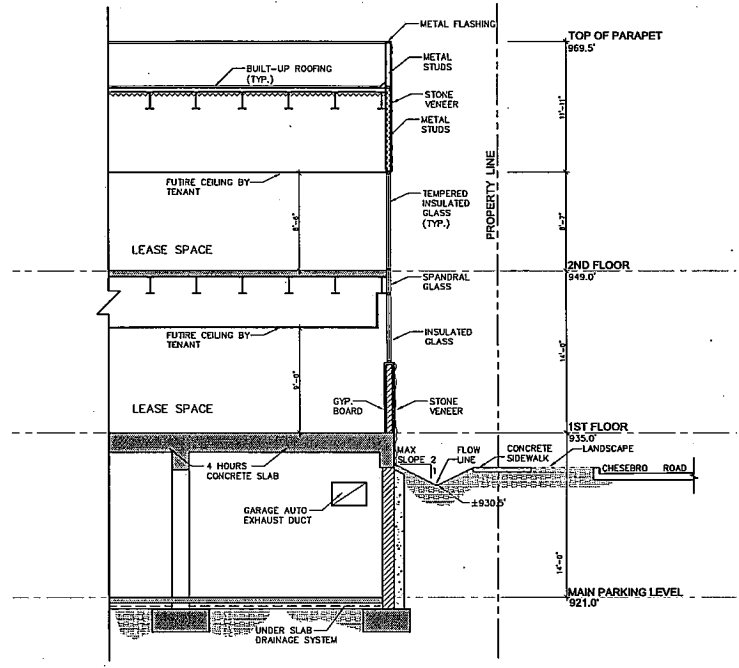 METAL FLASHING
TOP OF PARAPET
969.5'
METAL
STUDS
BUILT-UP ROOFING
(TYP.)
STONE
VENEER
METAL
STUDS
11'-11"
PROPERTY LINE
FUTIRE CEILING BY
TENANT
8'-6"
TEMPERED
INSULATED
GLASS
(TYP.)
8'-7"
LEASE SPACE
2ND FLOOR
949.0'
SPANDRAL
GLASS
FUTIRE CEILING BY
TENANT
INSULATED
GLASS
14'-0"
9'-0"
LEASE SPACE
GYP.
BOARD
STONE
VENEER
1ST FLOOR
935.0'
MAX
SLOPE 2
1
FLOW
LINE
CONCRETE
SIDEWALK
LANDSCAPE
CHESEBRO ROAD
4 HOURS
CONCRETE SLAB
±930.5'
GARAGE AUTO
EXHAUST DUCT
14'-0"
MAIN PARKING LEVEL
921.0'
UNDER SLAB
DRAINAGE SYSTEM